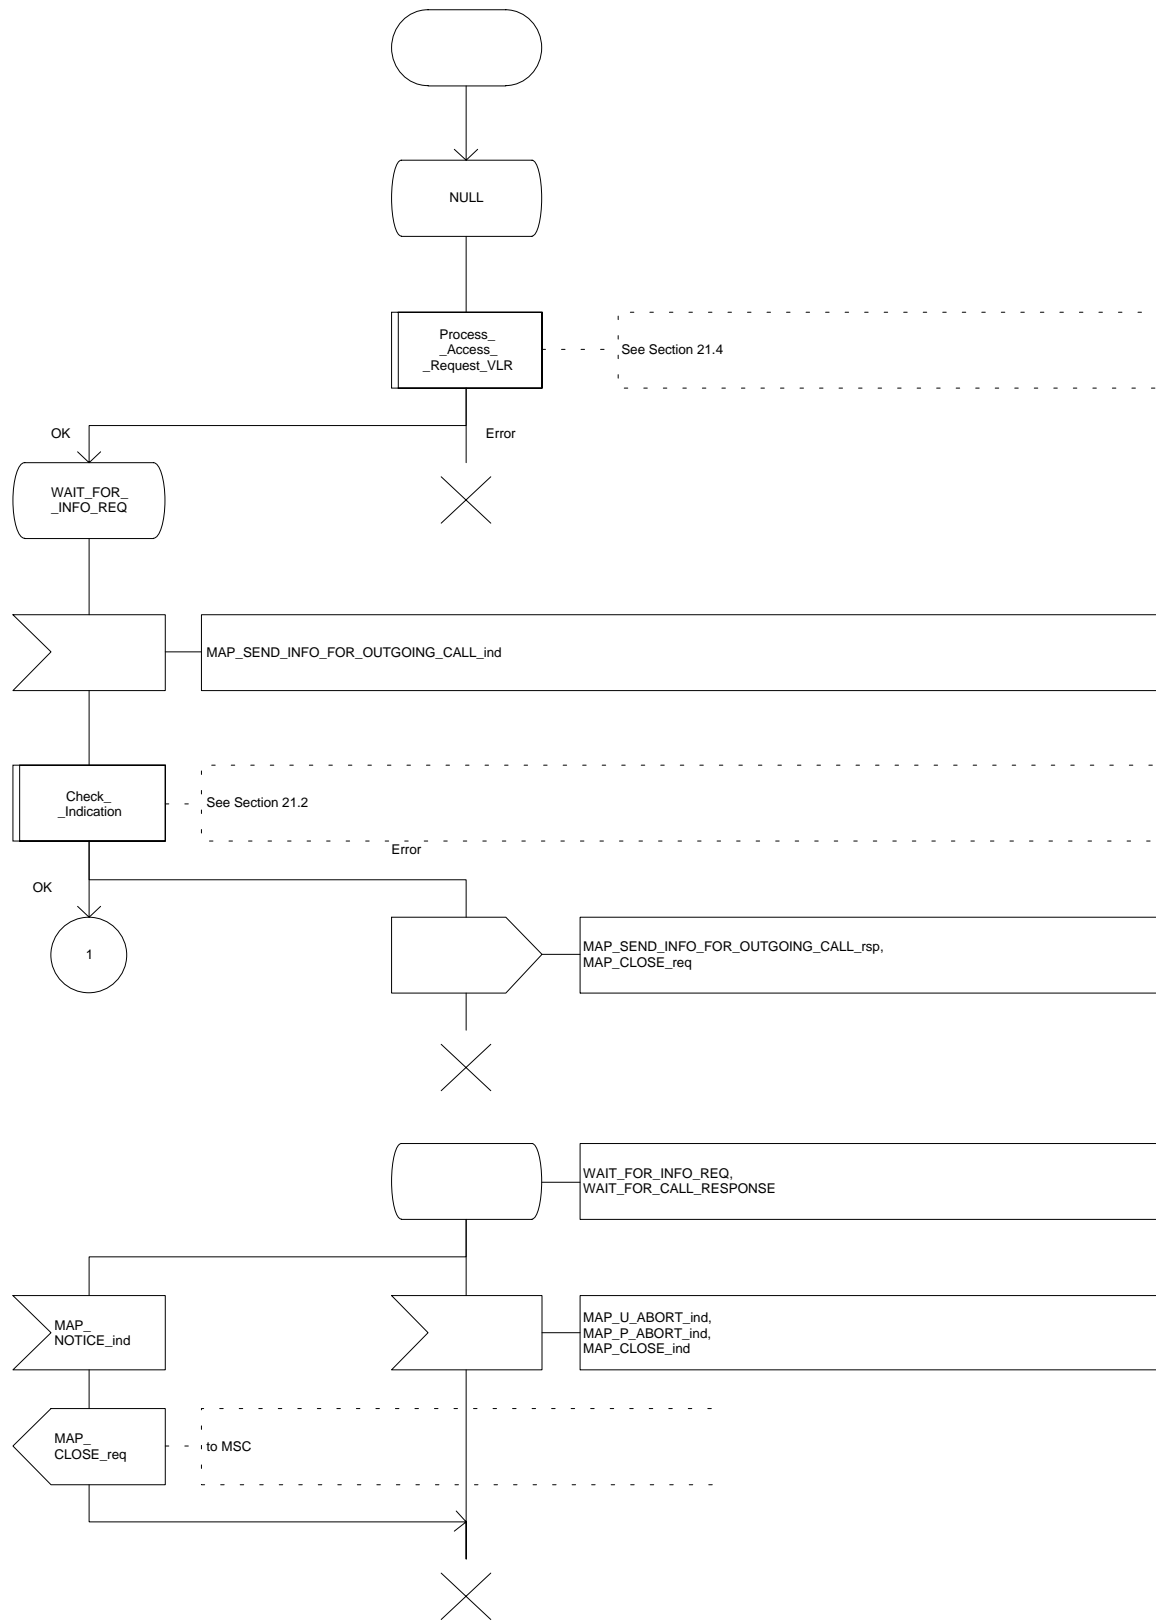 NULL
Process_
_Access_
_Request_VLR
See Section 21.4
OK
Error
WAIT_FOR_
_INFO_REQ
MAP_SEND_INFO_FOR_OUTGOING_CALL_ind
Check_
_Indication
See Section 21.2
Error
OK
1
MAP_SEND_INFO_FOR_OUTGOING_CALL_rsp,
MAP_CLOSE_req
WAIT_FOR_INFO_REQ,
WAIT_FOR_CALL_RESPONSE
MAP_
NOTICE_ind
MAP_U_ABORT_ind,
MAP_P_ABORT_ind,
MAP_CLOSE_ind
MAP_
CLOSE_req
to MSC